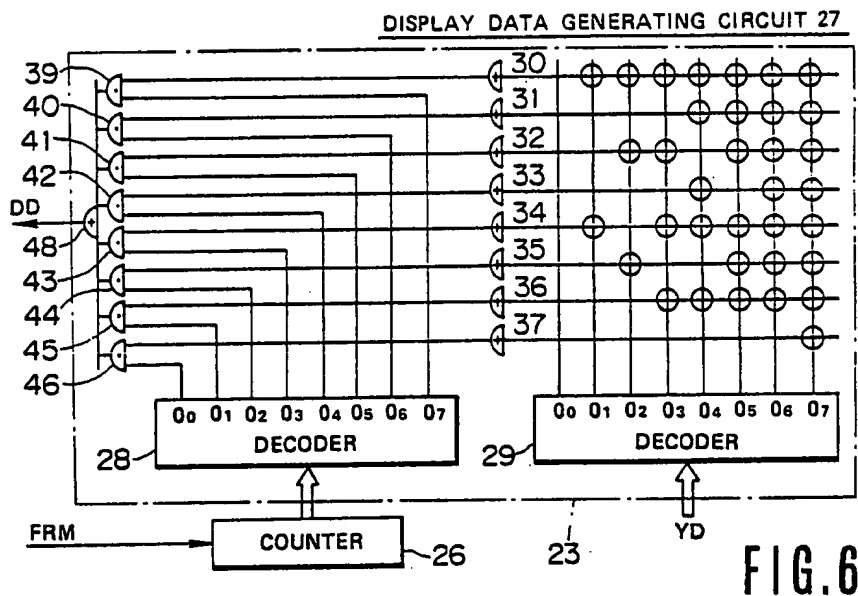 DISPLAY DATA GENERATING CIRCUIT 27
39
40
41
42
DD
48
43
44
45
46
30
31
32
33
34
35
36
37
O0 O1 O2 O3 O4 O5 O6 O7
DECODER
28
O0 O1 O2 O3 O4 O5 O6 O7
DECODER
29
FRM
COUNTER
26
23
YD
FIG.6